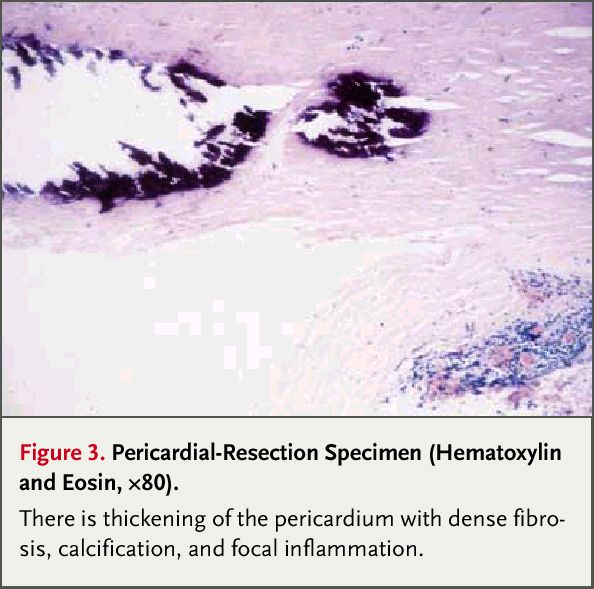 Figure 3. Pericardial-Resection Specimen (Hematoxylin
and Eosin, ×80).
There is thickening of the pericardium with dense fibro-
sis, calcification, and focal inflammation.